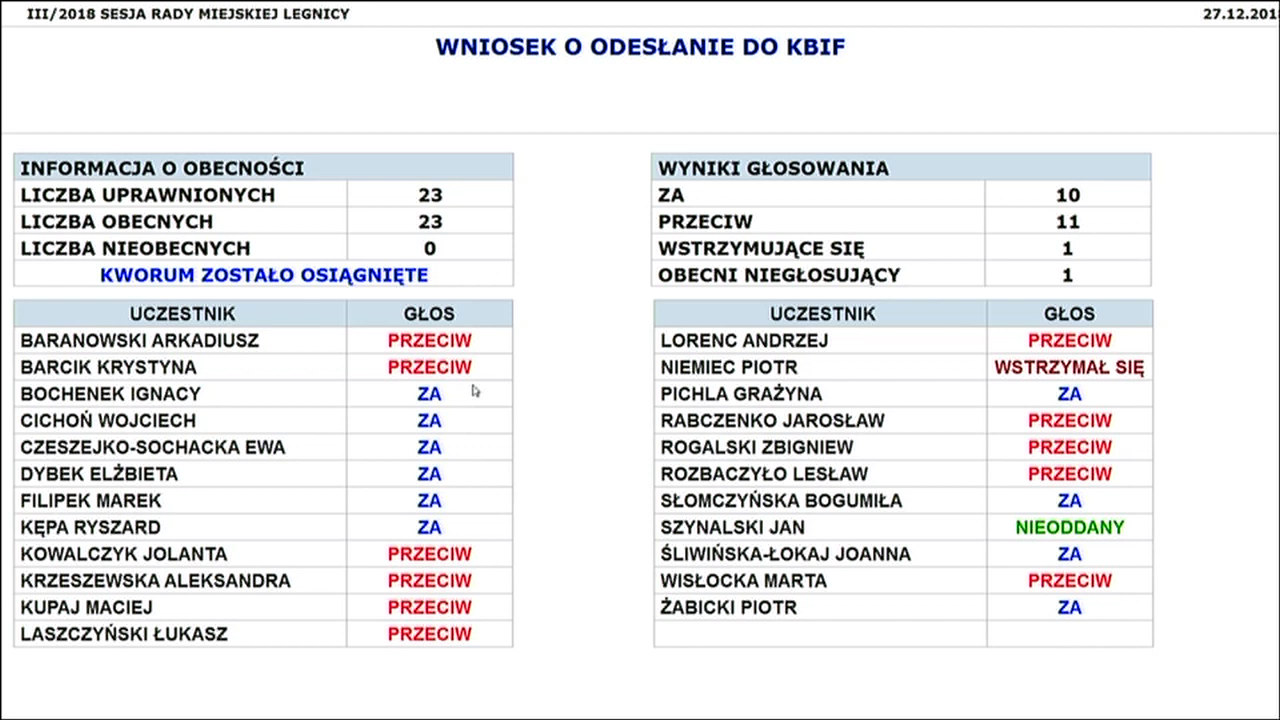 III/2018 SESJA RADY MIEJSKIEJ LEGNICY 27.12.201
WNIOSEK O ODESŁANIE DO KBIF
INFORMACJA O OBECNOŚCI
LICZBA UPRAWNIONYCH 23
LICZBA OBECNYCH 23
LICZBA NIEOBECNYCH 0
KWORUM ZOSTAŁO OSIĄGNIĘTE
WYNIKI GŁOSOWANIA
ZA 10
PRZECIW 11
WSTRZYMUJĄCE SIĘ 1
OBECNI NIEGŁOSUJĄCY 1
UCZESTNIK GŁOS
BARANOWSKI ARKADIUSZ PRZECIW
BARCIK KRYSTYNA PRZECIW
BOCHENEK IGNACY ZA
CICHOŃ WOJCIECH ZA
CZESZEJKO-SOCHACKA EWA ZA
DYBEK ELŻBIETA ZA
FILIPEK MAREK ZA
KĘPA RYSZARD ZA
KOWALCZYK JOLANTA PRZECIW
KRZESZEWSKA ALEKSANDRA PRZECIW
KUPAJ MACIEJ PRZECIW
LASZCZYŃSKI ŁUKASZ PRZECIW
UCZESTNIK GŁOS
LORENC ANDRZEJ PRZECIW
NIEMIEC PIOTR WSTRZYMAŁ SIĘ
PICHLA GRAŻYNA ZA
RABCZENKO JAROSŁAW PRZECIW
ROGALSKI ZBIGNIEW PRZECIW
ROZBACZYŁO LESŁAW PRZECIW
SŁOMCZYŃSKA BOGUMIŁA ZA
SZYNALSKI JAN NIEODDANY
ŚLIWIŃSKA-ŁOKAJ JOANNA ZA
WISŁOCKA MARTA PRZECIW
ŻABICKI PIOTR ZA